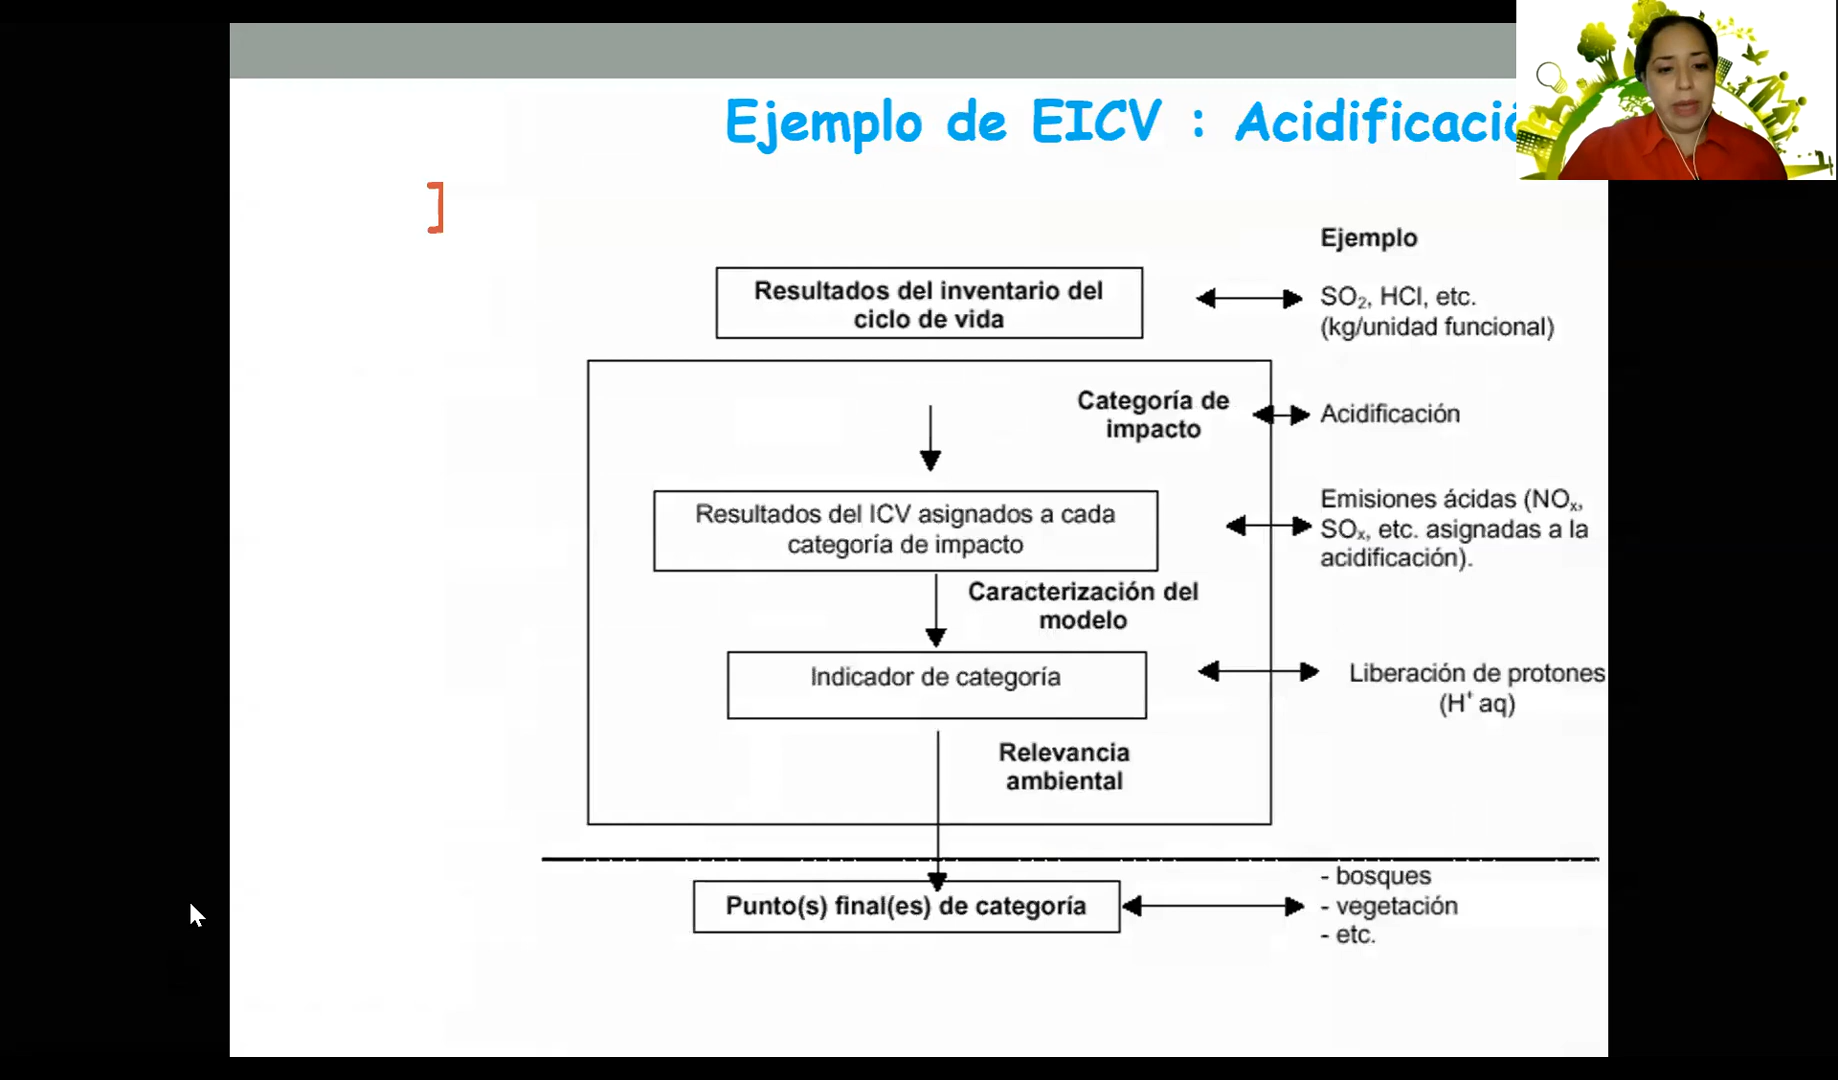 Ejemplo de EICV : Acidificació
]
Ejemplo
Resultados del inventario del
ciclo de vida
SO₂, HCl, etc.
(kg/unidad funcional)
Categoría de
impacto
Acidificación
Resultados del ICV asignados a cada
categoría de impacto
Emisiones ácidas (NOₓ,
SOₓ, etc. asignadas a la
acidificación).
Caracterización del
modelo
Indicador de categoría
Liberación de protones
(H⁺ aq)
Relevancia
ambiental
Punto(s) final(es) de categoría
- bosques
- vegetación
- etc.